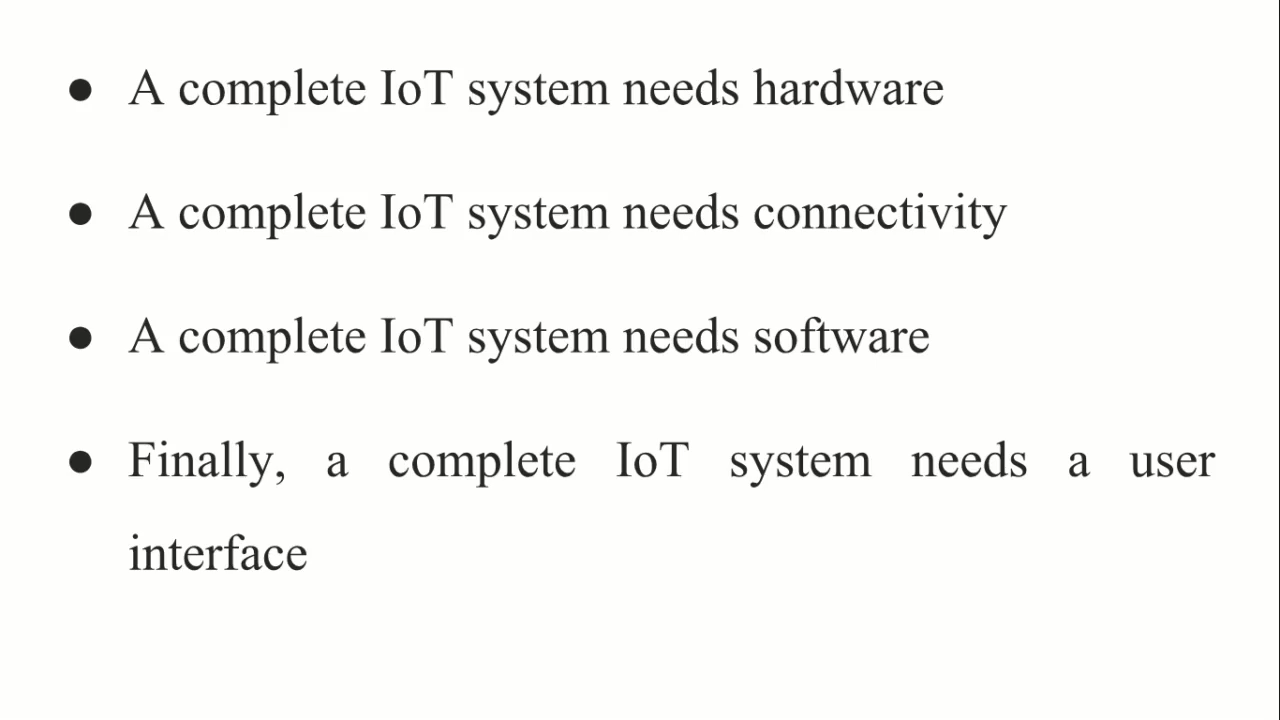 ● A complete IoT system needs hardware
● A complete IoT system needs connectivity
● A complete IoT system needs software
● Finally, a complete IoT system needs a user
interface